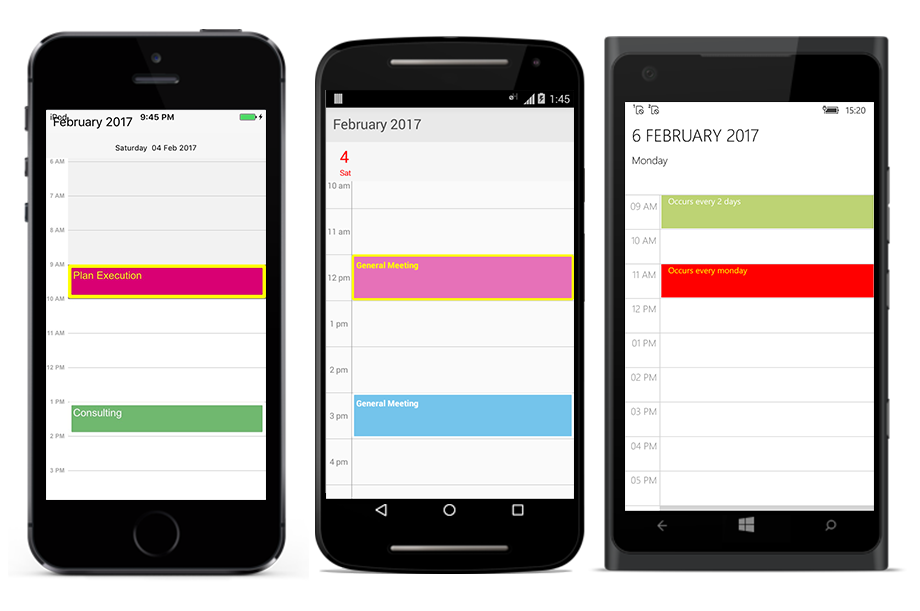 iPod
9:45 PM
February 2017
Saturday 04 Feb 2017
6 AM
7 AM
8 AM
9 AM
Plan Execution
10 AM
11 AM
12 PM
1 PM
Consulting
2 PM
3 PM
1:45
February 2017
4
Sat
10 am
11 am
General Meeting
12 pm
1 pm
2 pm
General Meeting
3 pm
4 pm
15:20
6 FEBRUARY 2017
Monday
09 AM
Occurs every 2 days
10 AM
11 AM
Occurs every monday
12 PM
01 PM
02 PM
03 PM
04 PM
05 PM